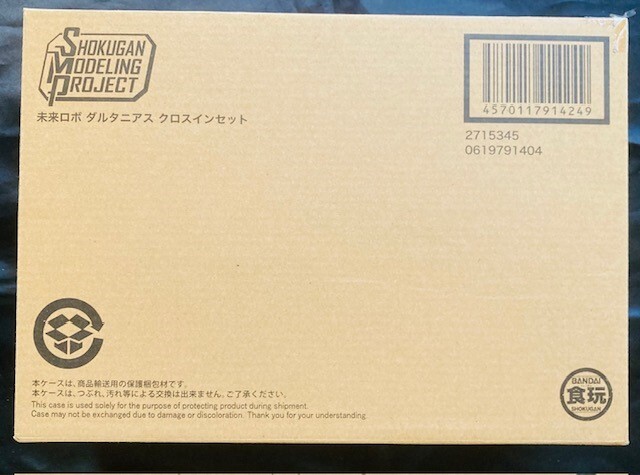 SHOKUGAN
MODELING
PROJECT
未来ロボ ダルタニアス クロスインセット
4570117914249
2715345
0619791404
本ケースは、商品輸送用の保護梱包材です。
本ケースは、つぶれ、汚れ等による交換は出来ません。ご了承ください。
This case is used solely for the purpose of protecting product during shipment.
Case may not be exchanged due to damage or discoloration. Thank you for your understanding.
BANDAI
食玩
SHOKUGAN